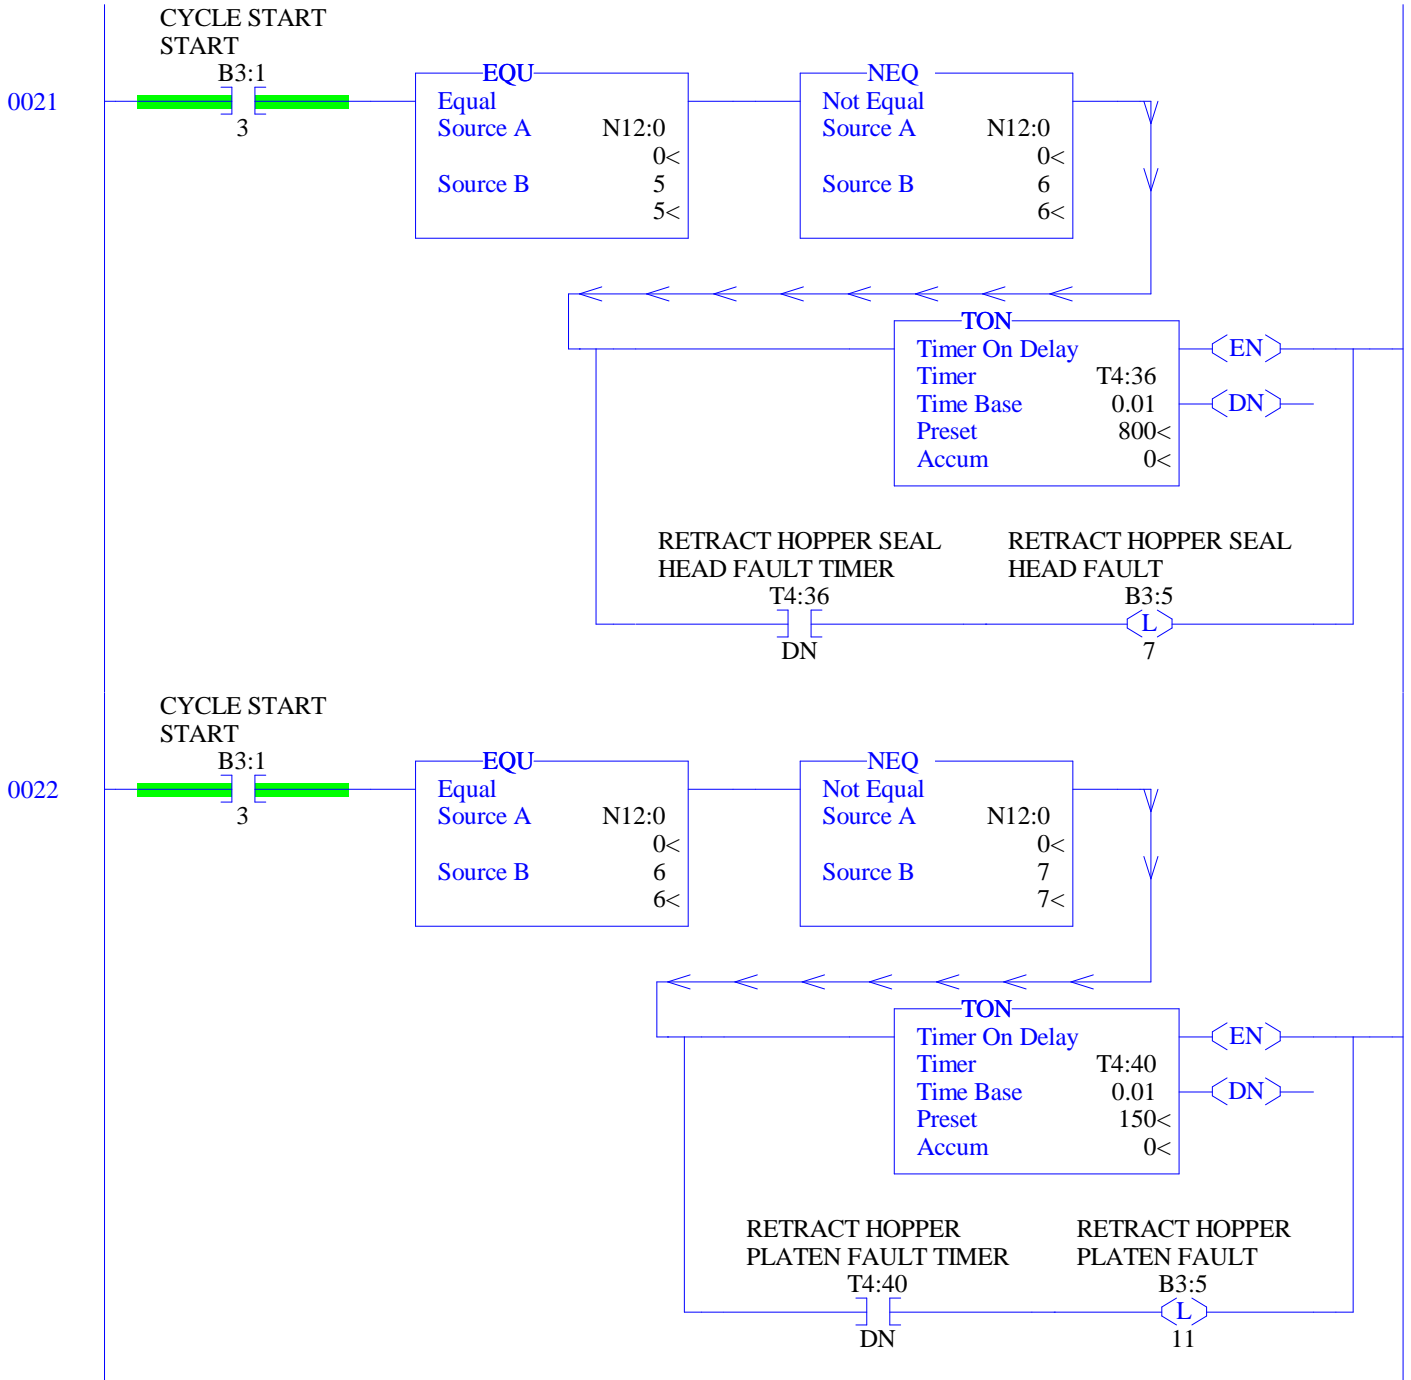 CYCLE START
START
B3:1
0021
3
EQU
Equal
Source A N12:0
0<
Source B 5
5<
NEQ
Not Equal
Source A N12:0
0<
Source B 6
6<
TON
Timer On Delay
Timer T4:36
Time Base 0.01
Preset 800<
Accum 0<
EN
DN
RETRACT HOPPER SEAL
HEAD FAULT TIMER
T4:36
DN
RETRACT HOPPER SEAL
HEAD FAULT
B3:5
L
7
CYCLE START
START
B3:1
0022
3
EQU
Equal
Source A N12:0
0<
Source B 6
6<
NEQ
Not Equal
Source A N12:0
0<
Source B 7
7<
TON
Timer On Delay
Timer T4:40
Time Base 0.01
Preset 150<
Accum 0<
EN
DN
RETRACT HOPPER
PLATEN FAULT TIMER
T4:40
DN
RETRACT HOPPER
PLATEN FAULT
B3:5
L
11